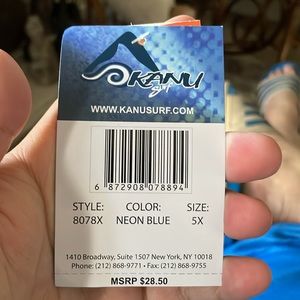 KANU
Surf
WWW.KANUSURF.COM
6 872908 078894
STYLE: COLOR: SIZE:
8078X NEON BLUE 5X
1410 Broadway, Suite 1507 New York, NY 10018
Phone: (212) 868-9771 • Fax: (212) 868-9755
MSRP $28.50